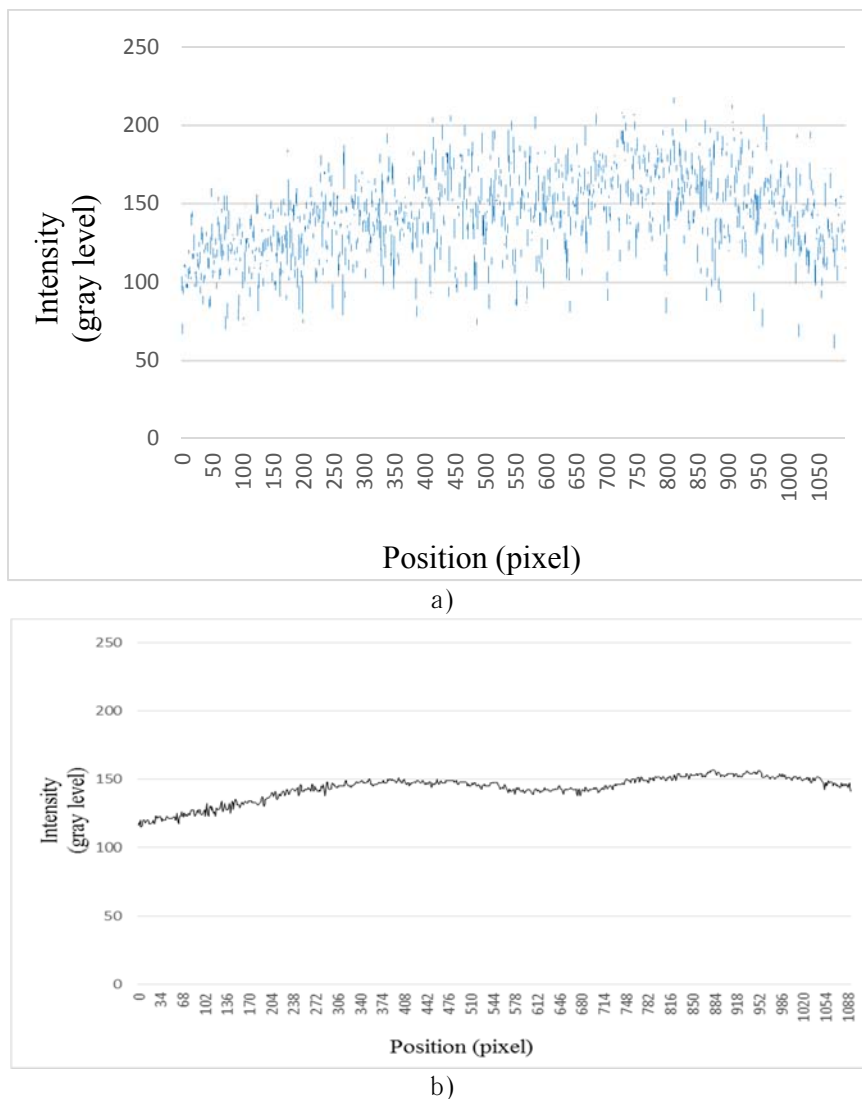 250
200
150
100
50
0
Intensity
(gray level)
0 50 100 150 200 250 300 350 400 450 500 550 600 650 700 750 800 850 900 950 1000 1050
Position (pixel)
a)
250
200
150
100
50
0
Intensity
(gray level)
0 34 68 102 136 170 204 238 272 306 340 374 408 442 476 510 544 578 612 646 680 714 748 782 816 850 884 918 952 986 1020 1054 1088
Position (pixel)
b)